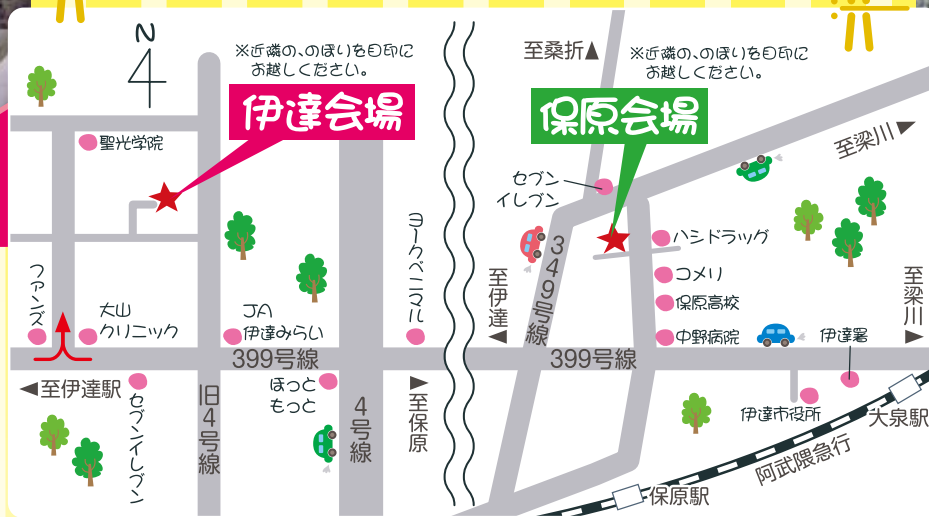 ※近隣の、のぼりを目印に
お越しください。
伊達会場
聖光学院
ファンズ
大山
クリニック
JA
伊達みらい
ヨークベニマル
399号線
◀至伊達駅
セブンイレブン
旧4号線
ほっと
もっと
4号線
▶至保原
至桑折▲
※近隣の、のぼりを目印に
お越しください。
保原会場
至梁川▶
セブン
イレブン
349号線
至伊達◀
ハシドラッグ
コメリ
保原高校
中野病院
399号線
伊達署
至梁川▶
伊達市役所
大泉駅
阿武隈急行
保原駅